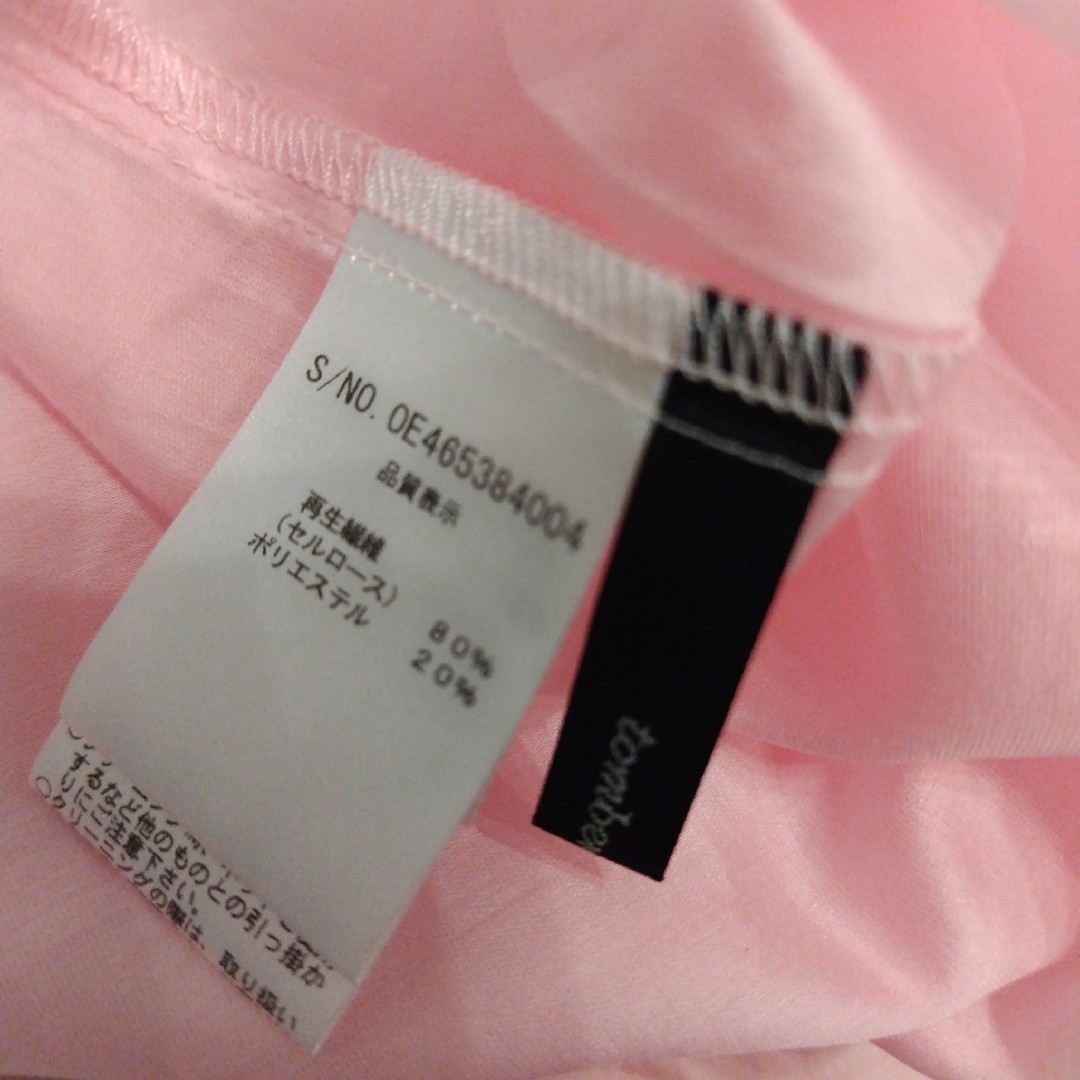 S/NO. 0E465384004
品質表示
再生繊維
(セルロース) 80%
ポリエステル 20%
するなど他のものとの引っ掛か
りにご注意下さい。
○クリーニングの際は、取り扱い